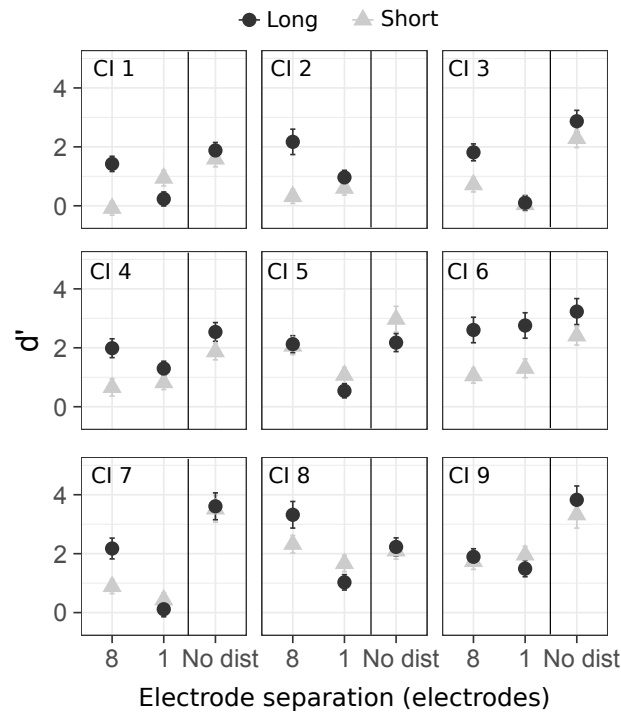 Long Short
CI 1 CI 2 CI 3
4
2
0
CI 4 CI 5 CI 6
4
2
0
d'
CI 7 CI 8 CI 9
4
2
0
8 1 No dist 8 1 No dist 8 1 No dist
Electrode separation (electrodes)